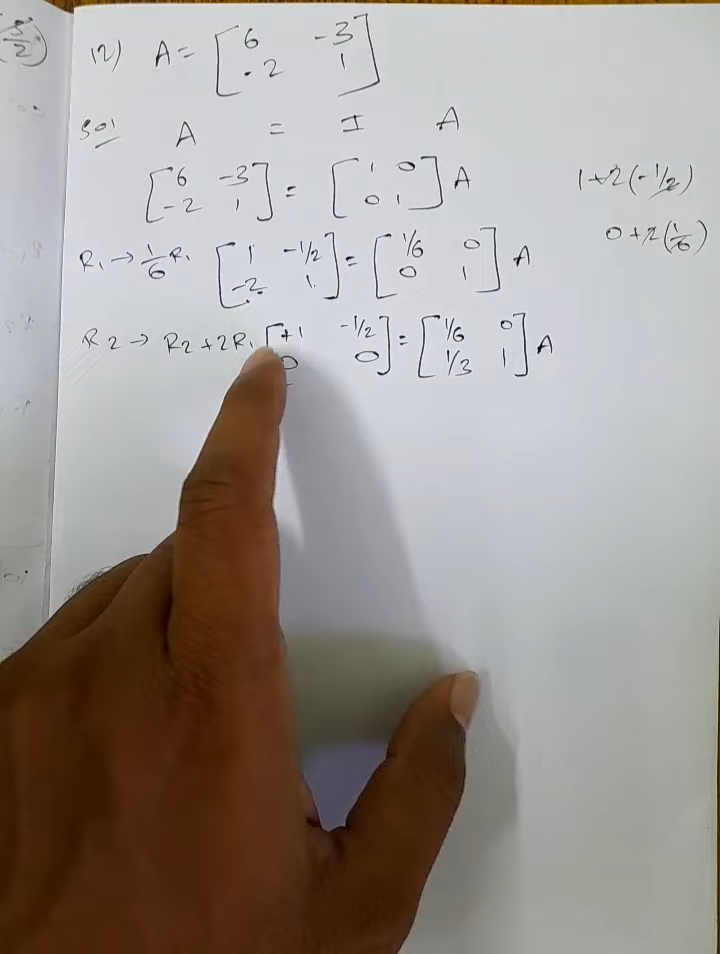 12) A = [6 -3
-2 1]
Sol A = I A
[6 -3
-2 1] = [1 0
0 1] A
1+2(-1/2)
0+2(1/6)
R1 → 1/6 R1 [1 -1/2
-2 1] = [1/6 0
0 1] A
R2 → R2+2R1 [+1 -1/2
0 0] = [1/6 0
1/3 1] A